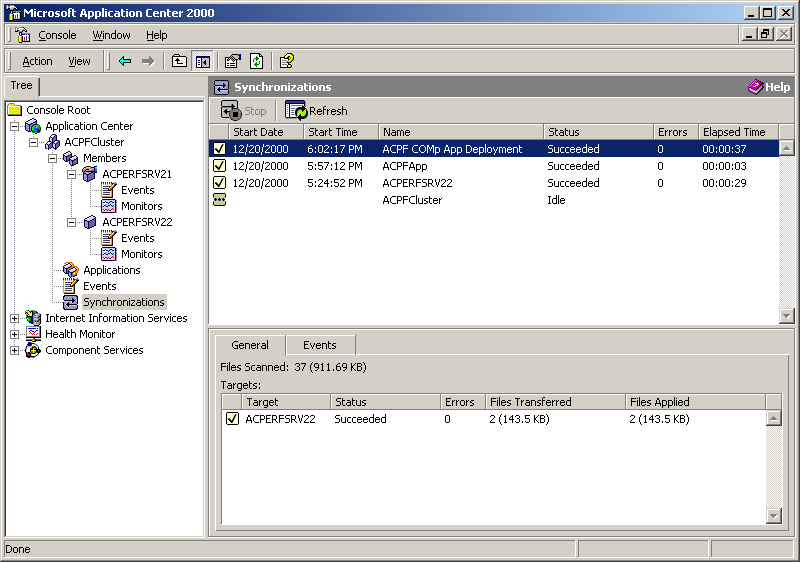 Microsoft Application Center 2000
Console Window Help
Action View
Tree
Console Root
Application Center
ACPFCluster
Members
ACPERFSRV21
Events
Monitors
ACPERFSRV22
Events
Monitors
Applications
Events
Synchronizations
Internet Information Services
Health Monitor
Component Services
Synchronizations Help
Stop Refresh
Start Date Start Time Name Status Errors Elapsed Time
12/20/2000 6:02:17 PM ACPF COMp App Deployment Succeeded 0 00:00:37
12/20/2000 5:57:12 PM ACPFApp Succeeded 0 00:00:03
12/20/2000 5:24:52 PM ACPERFSRV22 Succeeded 0 00:00:29
ACPFCluster Idle
General Events
Files Scanned: 37 (911.69 KB)
Targets:
Target Status Errors Files Transferred Files Applied
ACPERFSRV22 Succeeded 0 2 (143.5 KB) 2 (143.5 KB)
Done